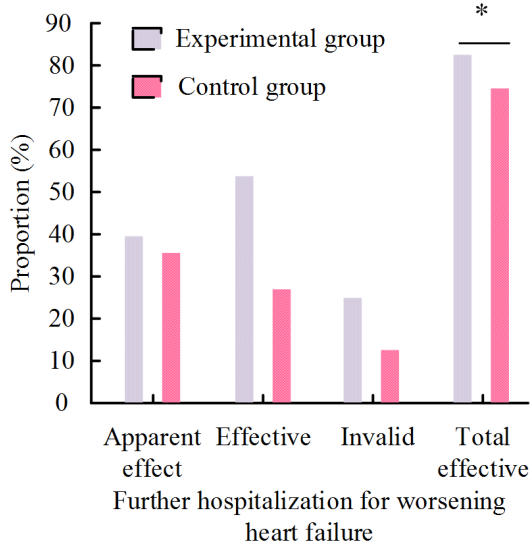 *
90
80
70
60
50
40
30
20
10
0
Proportion (%)
Experimental group
Control group
Apparent
effect
Effective
Invalid
Total
effective
Further hospitalization for worsening
heart failure